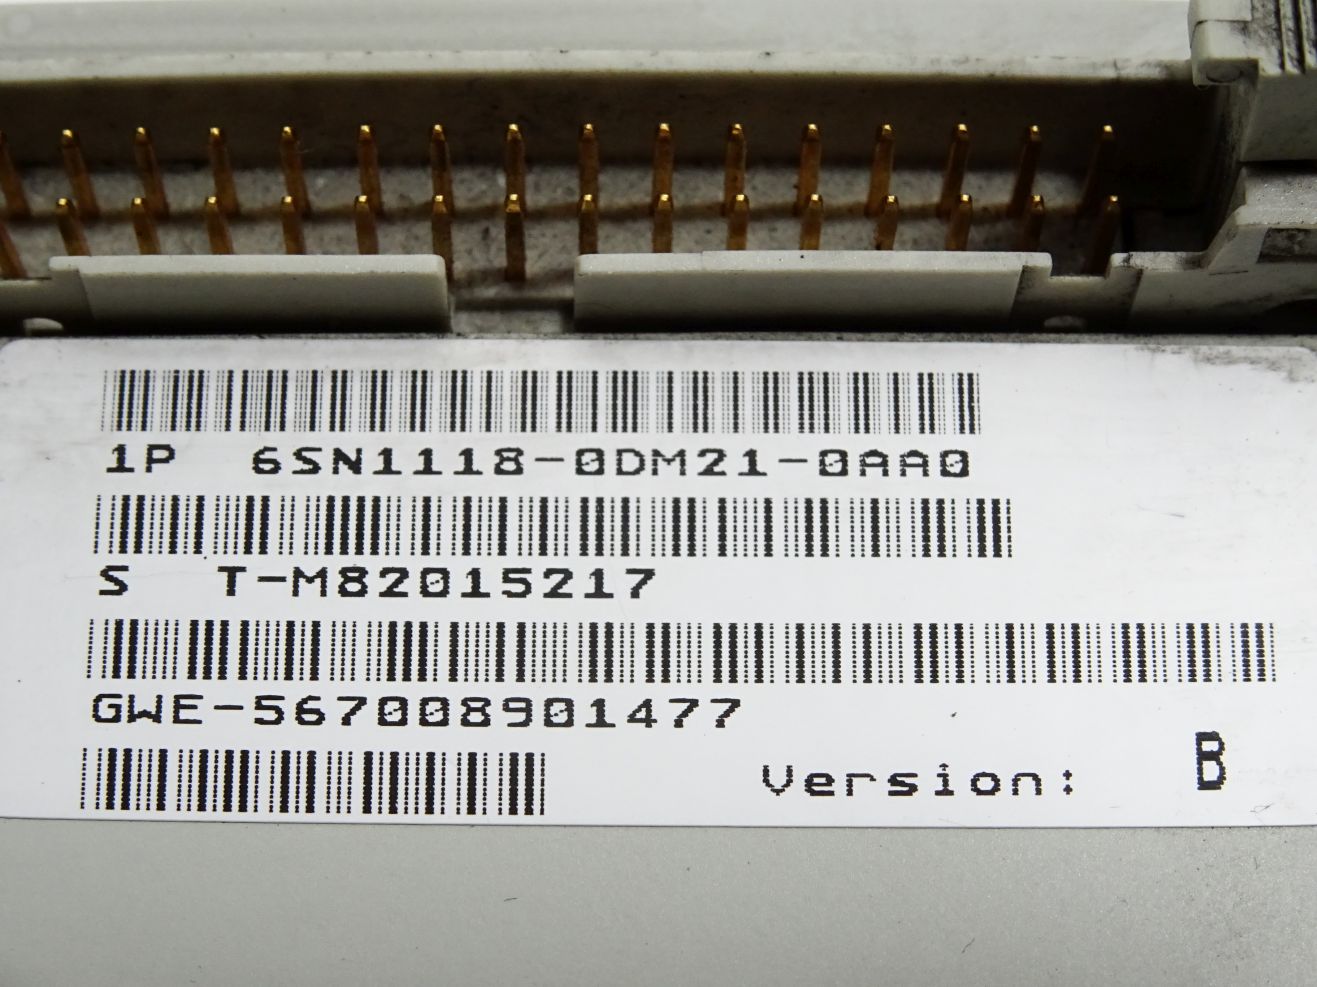 1P 6SN1118-0DM21-0AA0
S T-M82015217
GWE-567008901477
Version: B